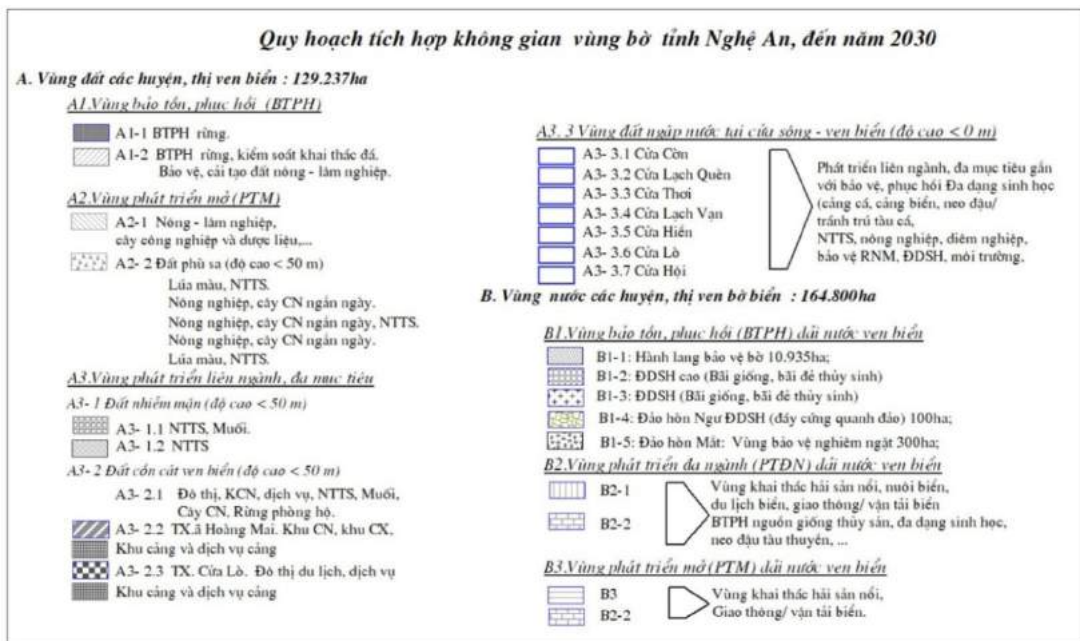 Quy hoạch tích hợp không gian vùng bờ tỉnh Nghệ An, đến năm 2030
A. Vùng đất các huyện, thị ven biển : 129.237ha
A1.Vùng bảo tồn, phục hồi (BTPH)
A1-1 BTPH rừng.
A1-2 BTPH rừng, kiểm soát khai thác đá.
Bảo vệ, cải tạo đất nông - lâm nghiệp.
A2.Vùng phát triển mở (PTM)
A2-1 Nông - lâm nghiệp,
cây công nghiệp và dược liệu,...
A2- 2 Đất phù sa (độ cao < 50 m)
Lúa màu, NTTS.
Nông nghiệp, cây CN ngắn ngày.
Nông nghiệp, cây CN ngắn ngày, NTTS.
Nông nghiệp, cây CN ngắn ngày.
Lúa màu, NTTS.
A3.Vùng phát triển liên ngành, đa mục tiêu
A3- 1 Đất nhiễm mặn (độ cao < 50 m)
A3- 1.1 NTTS, Muối.
A3- 1.2 NTTS
A3- 2 Đất cồn cát ven biển (độ cao < 50 m)
A3- 2.1 Đô thị, KCN, dịch vụ, NTTS, Muối,
Cây CN, Rừng phòng hộ.
A3- 2.2 TX.ã Hoàng Mai. Khu CN, khu CX,
Khu cảng và dịch vụ cảng
A3- 2.3 TX. Cửa Lò. Đô thị du lịch, dịch vụ
Khu cảng và dịch vụ cảng
A3. 3 Vùng đất ngập nước tại cửa sông - ven biển (độ cao < 0 m)
A3- 3.1 Cửa Cờn
A3- 3.2 Cửa Lạch Quèn
A3- 3.3 Cửa Thơi
A3- 3.4 Cửa Lạch Vạn
A3- 3.5 Cửa Hiền
A3- 3.6 Cửa Lò
A3- 3.7 Cửa Hội
Phát triển liên ngành, đa mục tiêu gắn
với bảo vệ, phục hồi Đa dạng sinh học
(cảng cá, cảng biển, neo đậu/
tránh trú tàu cá,
NTTS, nông nghiệp, diêm nghiệp,
bảo vệ RNM, ĐDSH, môi trường.
B. Vùng nước các huyện, thị ven bờ biển : 164.800ha
B1.Vùng bảo tồn, phục hồi (BTPH) dải nước ven biển
B1-1: Hành lang bảo vệ bờ 10.935ha;
B1-2: ĐDSH cao (Bãi giống, bãi đẻ thủy sinh)
B1-3: ĐDSH (Bãi giống, bãi đẻ thủy sinh)
B1-4: Đảo hòn Ngư ĐDSH (đáy cứng quanh đảo) 100ha;
B1-5: Đảo hòn Mắt: Vùng bảo vệ nghiêm ngặt 300ha;
B2.Vùng phát triển đa ngành (PTĐN) dải nước ven biển
B2-1
B2-2
Vùng khai thác hải sản nổi, nuôi biển,
du lịch biển, giao thông/ vận tải biển
BTPH nguồn giống thủy sản, đa dạng sinh học,
neo đậu tàu thuyền, ...
B3.Vùng phát triển mở (PTM) dải nước ven biển
B3
B2-2
Vùng khai thác hải sản nổi,
Giao thông/ vận tải biển.